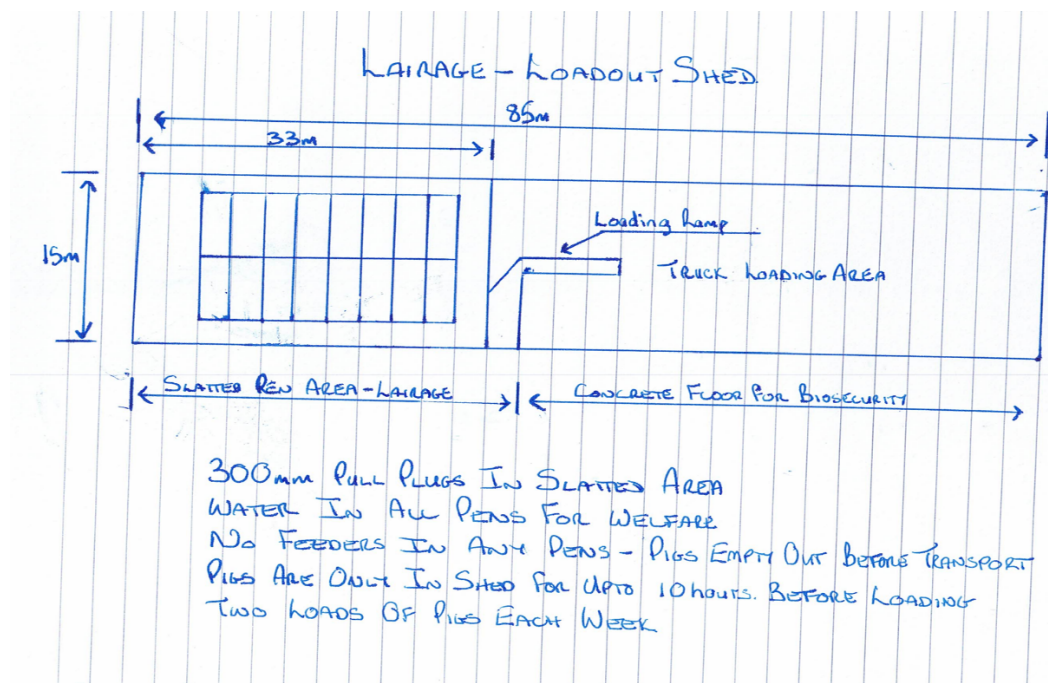 LAIRAGE - LOADOUT SHED
85m
33m
Loading Ramp
15m
TRUCK LOADING AREA
SLATTED PEN AREA - LAIRAGE
CONCRETE FLOOR FOR BIOSECURITY
300mm PULL PLUGS IN SLATTED AREA
WATER IN ALL PENS FOR WELFARE
NO FEEDERS IN ANY PENS - PIGS EMPTY OUT BEFORE TRANSPORT
PIGS ARE ONLY IN SHED FOR UPTO 10 hours. BEFORE LOADING
TWO LOADS OF PIGS EACH WEEK